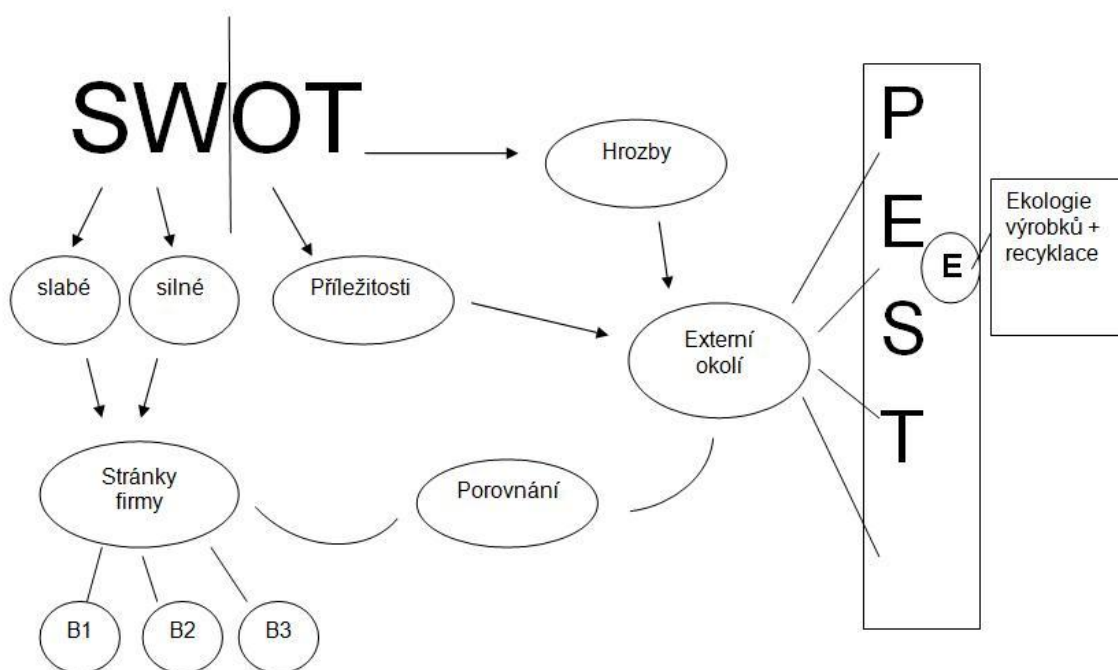 SWOT
Hrozby
slabé
silné
Příležitosti
Externí
okolí
Stránky
firmy
Porovnání
B1
B2
B3
P
E
S
T
E
Ekologie
výrobků +
recyklace